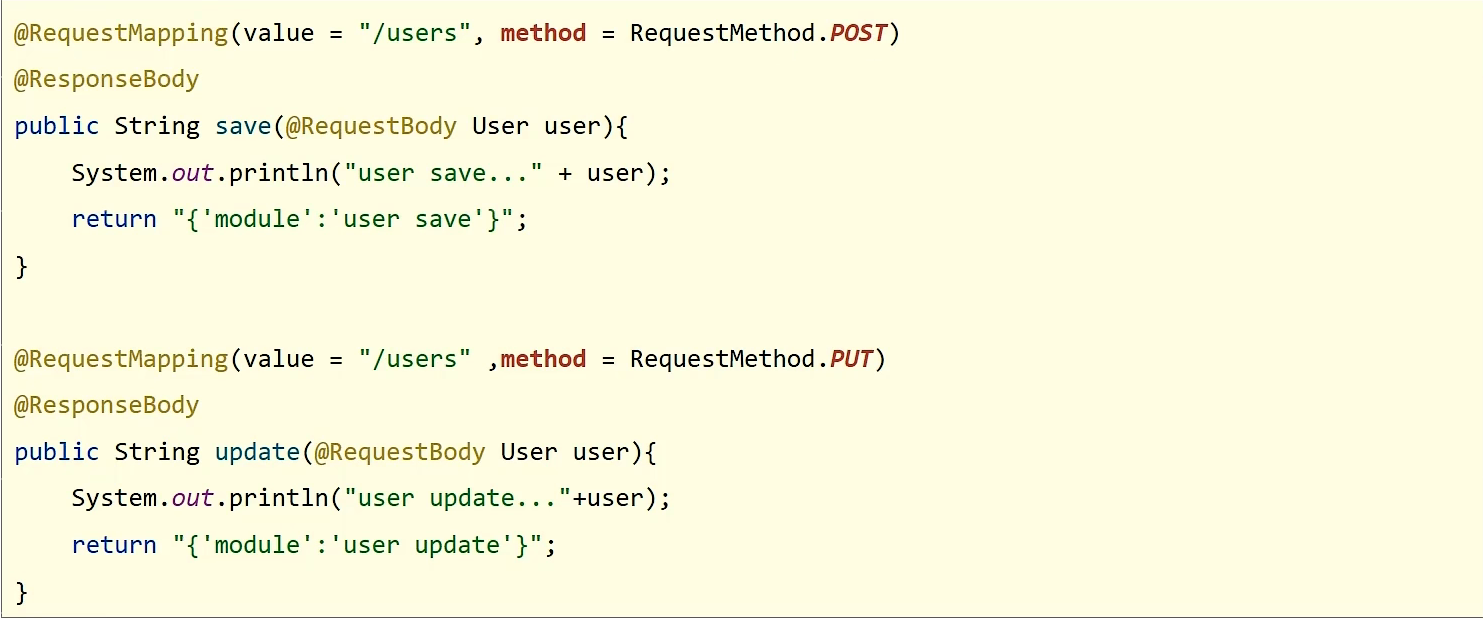 @RequestMapping(value = "/users", method = RequestMethod.POST)
@ResponseBody
public String save(@RequestBody User user){
    System.out.println("user save..." + user);
    return "{'module':'user save'}";
}
@RequestMapping(value = "/users" ,method = RequestMethod.PUT)
@ResponseBody
public String update(@RequestBody User user){
    System.out.println("user update..."+user);
    return "{'module':'user update'}";
}